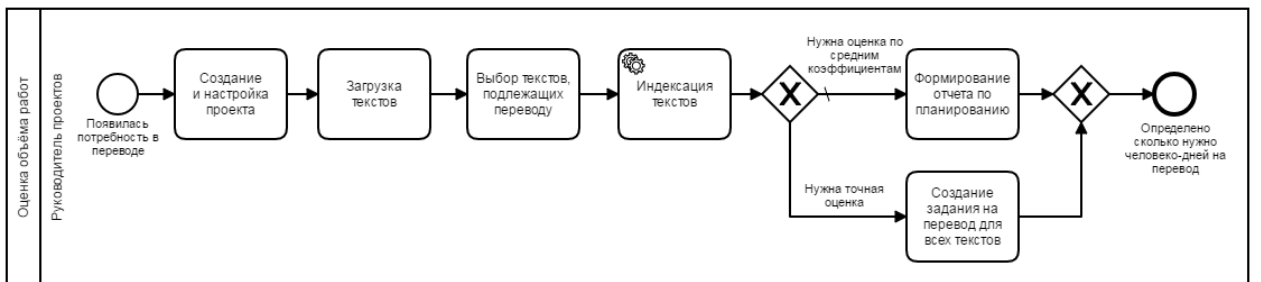 Оценка объёма работ
Руководитель проектов
Появилась
потребность в
переводе
Создание
и настройка
проекта
Загрузка
текстов
Выбор текстов,
подлежащих
переводу
Индексация
текстов
X
Нужна оценка по
средним
коэффициентам
Формирование
отчета по
планированию
Нужна точная
оценка
Создание
задания на
перевод для
всех текстов
X
Определено
сколько нужно
человеко-дней на
перевод